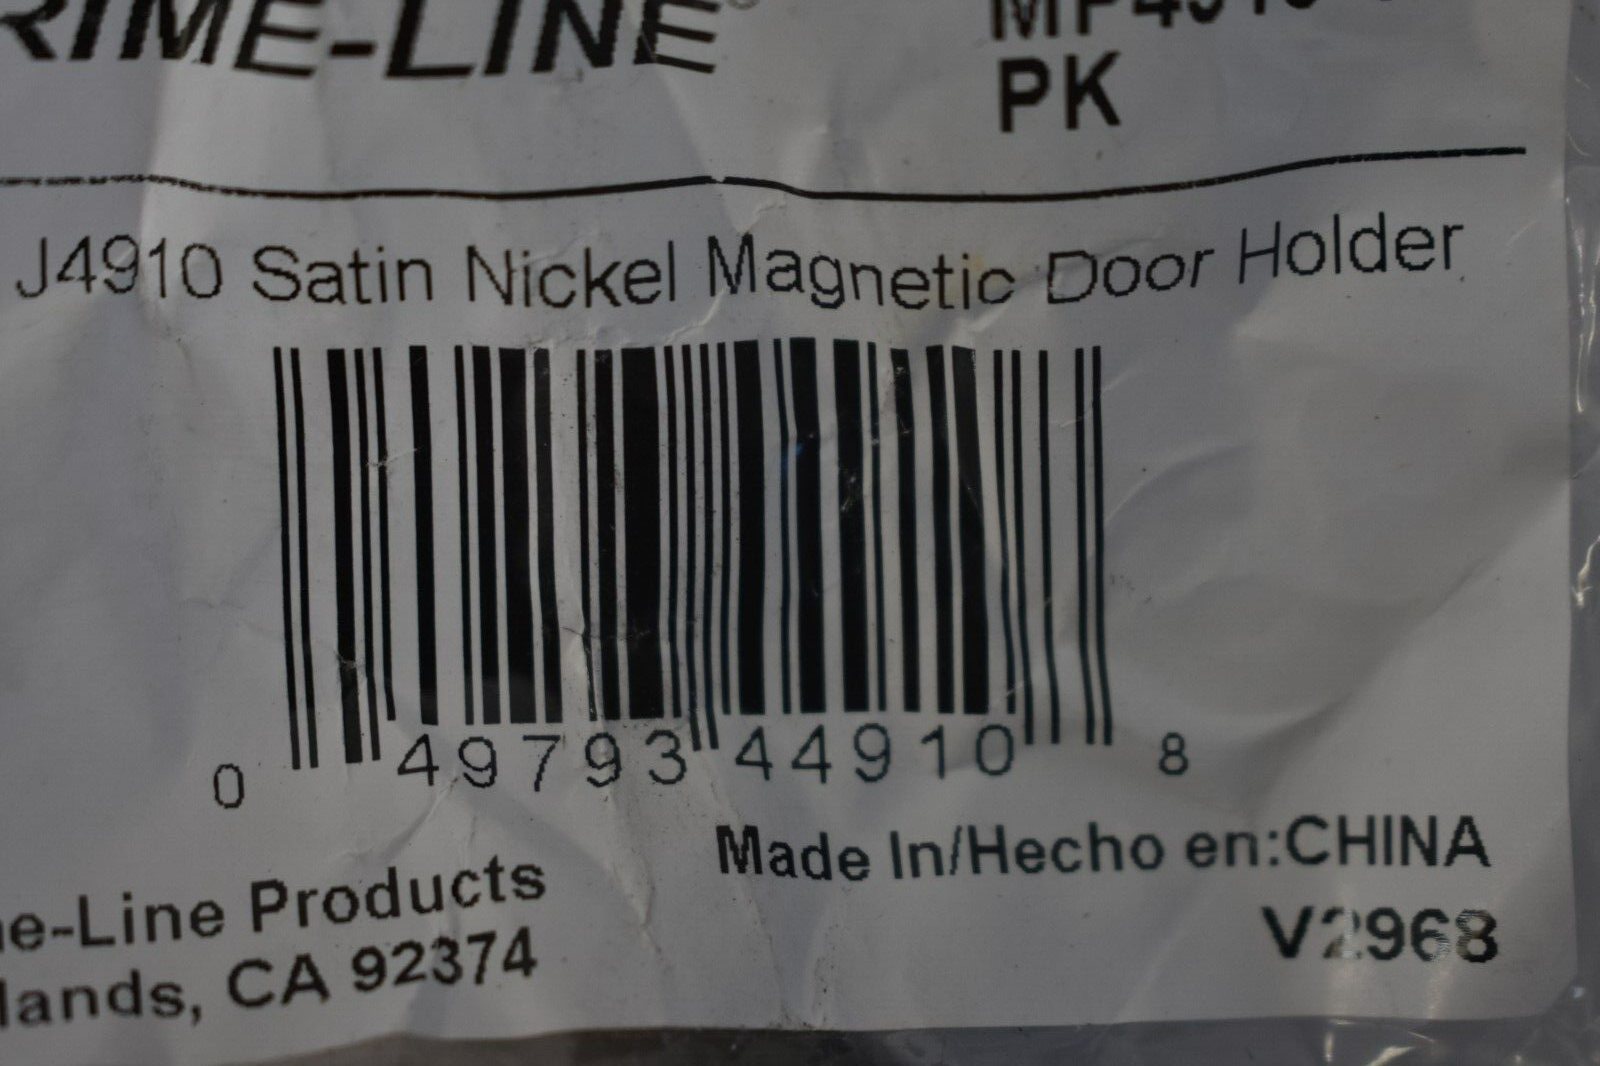 RIME-LINE®
PK
J4910 Satin Nickel Magnetic Door Holder
0 49793 44910 8
Made In/Hecho en:CHINA
V2968
ne-Line Products
lands, CA 92374